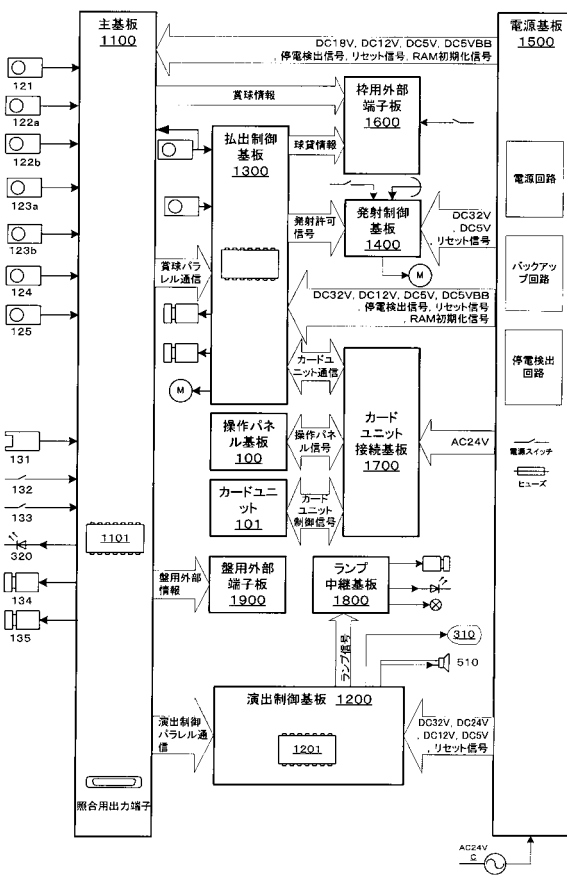 主基板
1100
電源基板
1500
DC18V, DC12V, DC5V, DC5VBB
, 停電検出信号, リセット信号, RAM初期化信号
121
122a
122b
123a
123b
124
125
賞球情報
枠用外部
端子板
1600
払出制御
基板
1300
球貸情報
電源回路
発射許可
信号
発射制御
基板
1400
DC32V
, DC5V,
リセット信号
M
賞球パラ
レル通信
バックアッ
プ回路
DC32V, DC12V, DC5V, DC5VBB
, 停電検出信号, リセット信号
, RAM初期化信号
停電検出
回路
カードユ
ニット通信
M
操作パネ
ル基板
100
操作パネ
ル信号
カード
ユニット
接続基板
1700
AC24V
電源スイッチ
ヒューズ
131
132
133
カードユニ
ット
101
カード
ユニット
制御信号
1101
320
134
135
盤用外部
情報
盤用外部
端子板
1900
ランプ
中継基板
1800
ランプ信号
310
510
演出制御
パラレル通
信
演出制御基板 1200
1201
DC32V, DC24V
, DC12V, DC5V
, リセット信号
照合用出力端子
AC24V
C